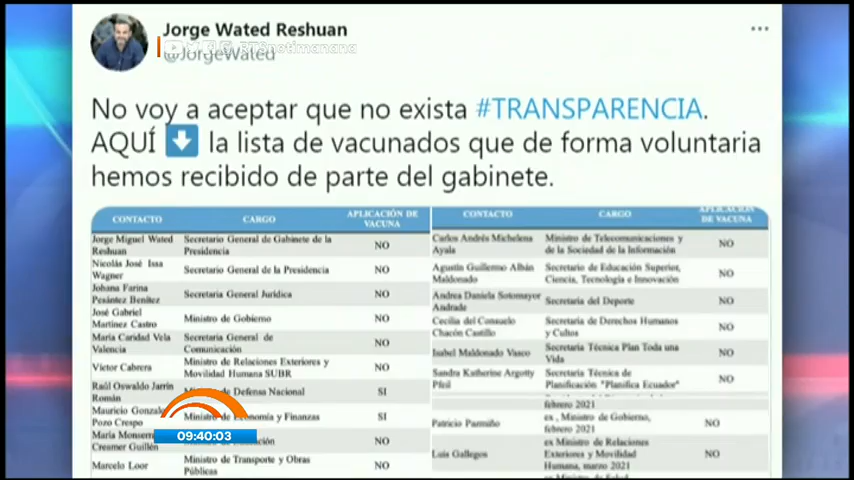 Jorge Wated Reshuan
@JorgeWated
No voy a aceptar que no exista #TRANSPARENCIA.
AQUÍ la lista de vacunados que de forma voluntaria
hemos recibido de parte del gabinete.
CONTACTO CARGO APLICACIÓN DE VACUNA
Jorge Miguel Wated Reshuan Secretario General de Gabinete de la Presidencia NO
Nicolás José Issa Wagner Secretario General de la Presidencia NO
Johana Farina Pesántez Benítez Secretaria General Jurídica NO
José Gabriel Martínez Castro Ministro de Gobierno NO
María Caridad Vela Valencia Secretaria General de Comunicación NO
Victor Cabrera Ministro de Relaciones Exteriores y Movilidad Humana SUBR NO
Raúl Oswaldo Jarrín Román de Defensa Nacional SI
Mauricio Pozo Crespo Ministro de Economía y Finanzas SI
María Creamer Guillén NO
Marcelo Loor Ministro de Transporte y Obras Públicas NO
CONTACTO CARGO APLICACIÓN DE VACUNA
Carlos Andrés Michelena Ayala Ministro de Telecomunicaciones y de la Sociedad de la Información NO
Agustín Guillermo Albán Maldonado Secretario de Educación Superior, Ciencia, Tecnología e Innovación NO
Andrea Daniela Sotomayor Andrade Secretaria del Deporte NO
Cecilia del Consuelo Chacón Castillo Secretaria de Derechos Humanos y Cultos NO
Isabel Maldonado Vasco Secretaria Técnica Plan Toda una Vida NO
Sandra Katherine Argotty Pfeil Secretaria Técnica de Planificación "Planifica Ecuador" NO
febrero 2021
Patricio Pazmiño ex , Ministro de Gobierno, febrero 2021 NO
Luis Gallegos ex Ministro de Relaciones Exteriores y Movilidad Humana, marzo 2021 NO
09:40:03